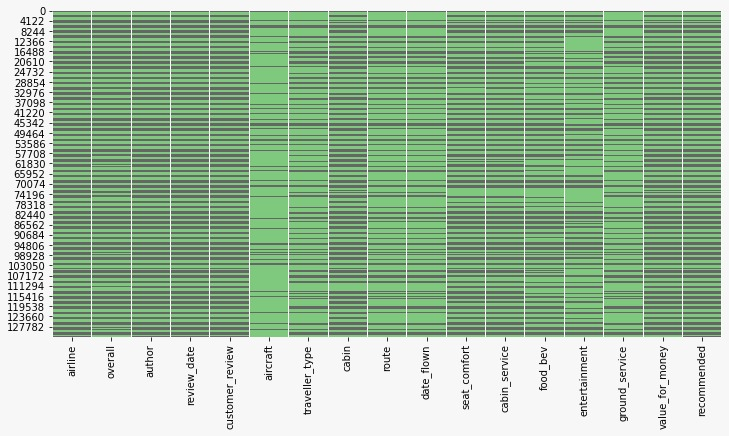 0
4122
8244
12366
16488
20610
24732
28854
32976
37098
41220
45342
49464
53586
57708
61830
65952
70074
74196
78318
82440
86562
90684
94806
98928
103050
107172
111294
115416
119538
123660
127782
airline
overall
author
review_date
customer_review
aircraft
traveller_type
cabin
route
date_flown
seat_comfort
cabin_service
food_bev
entertainment
ground_service
value_for_money
recommended